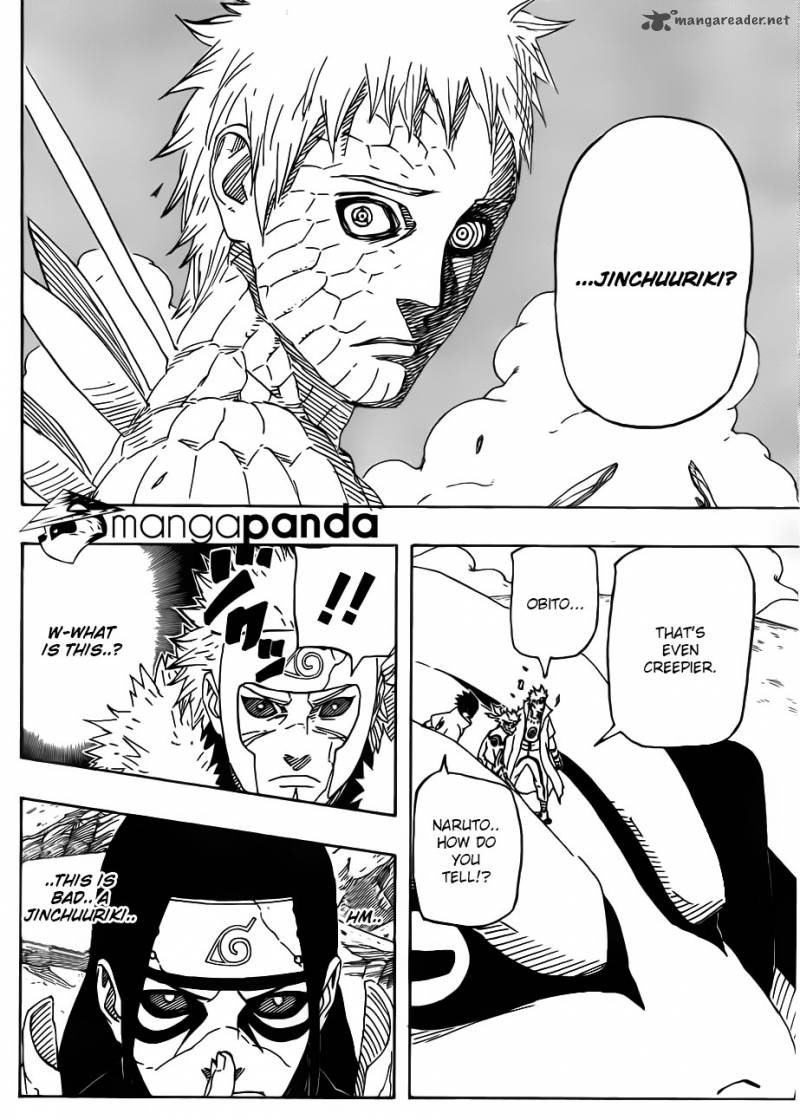 mangareader.net
...JINCHUURIKI?
mangapanda
THAT'S
EVEN
CREEPIER.
OBITO...
NARUTO..
HOW DO
YOU
TELL!?
!!
W-WHAT
IS THIS..?
HM..
..THIS IS
BAD.. A
JINCHUURIKI..